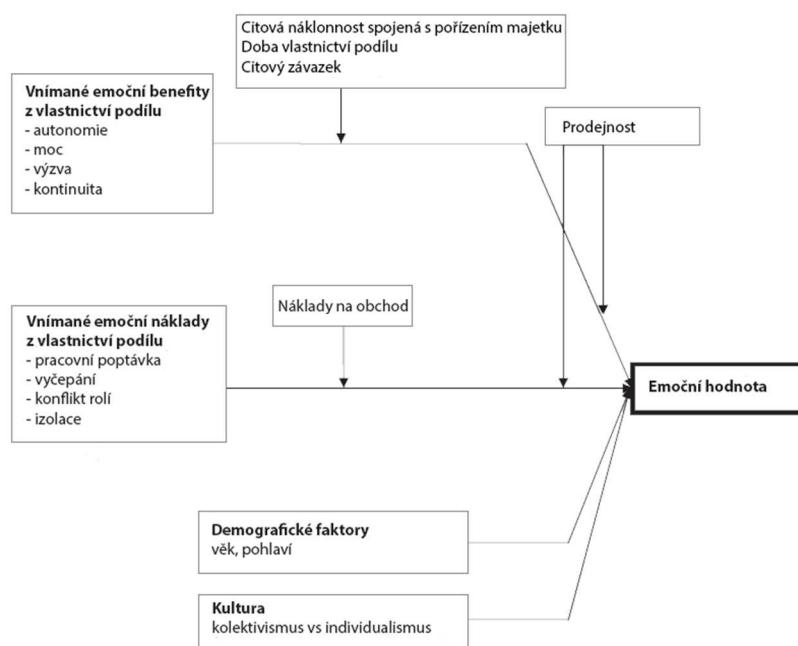 Citová náklonnost spojená s pořízením majetku
Doba vlastnictví podílu
Citový závazek
Vnímané emoční benefity
z vlastnictví podílu
- autonomie
- moc
- výzva
- kontinuita
Prodejnost
Náklady na obchod
Vnímané emoční náklady
z vlastnictví podílu
- pracovní poptávka
- vyčepání
- konflikt rolí
- izolace
Emoční hodnota
Demografické faktory
věk, pohlaví
Kultura
kolektivismus vs individualismus